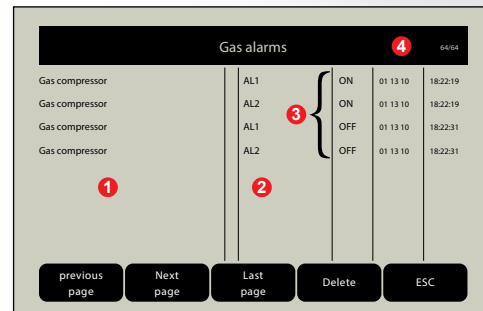 Gas alarms 4 64/64
Gas compressor AL1 ON 01 13 10 18:22:19
Gas compressor AL2 ON 01 13 10 18:22:19
3
Gas compressor AL1 OFF 01 13 10 18:22:31
Gas compressor AL2 OFF 01 13 10 18:22:31
1 2
previous page
Next page
Last page
Delete
ESC